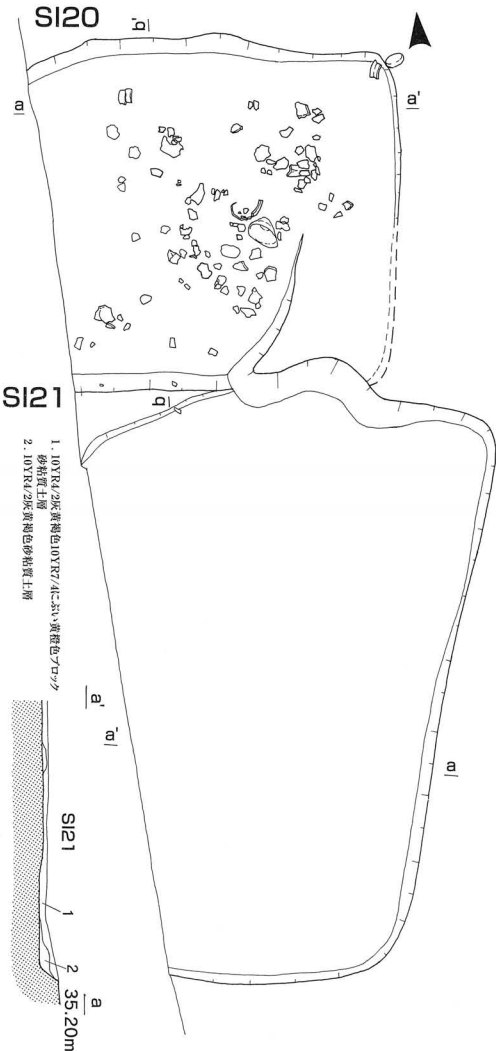 SI20
b'
a
a'
SI21
b
1. 10YR4/2灰黄褐色10YR7/4にぶい黄橙色ブロック
砂粘質土層
2. 10YR4/2灰黄褐色砂粘質土層
a'
a'
a
SI21
1
2
a
35.20m